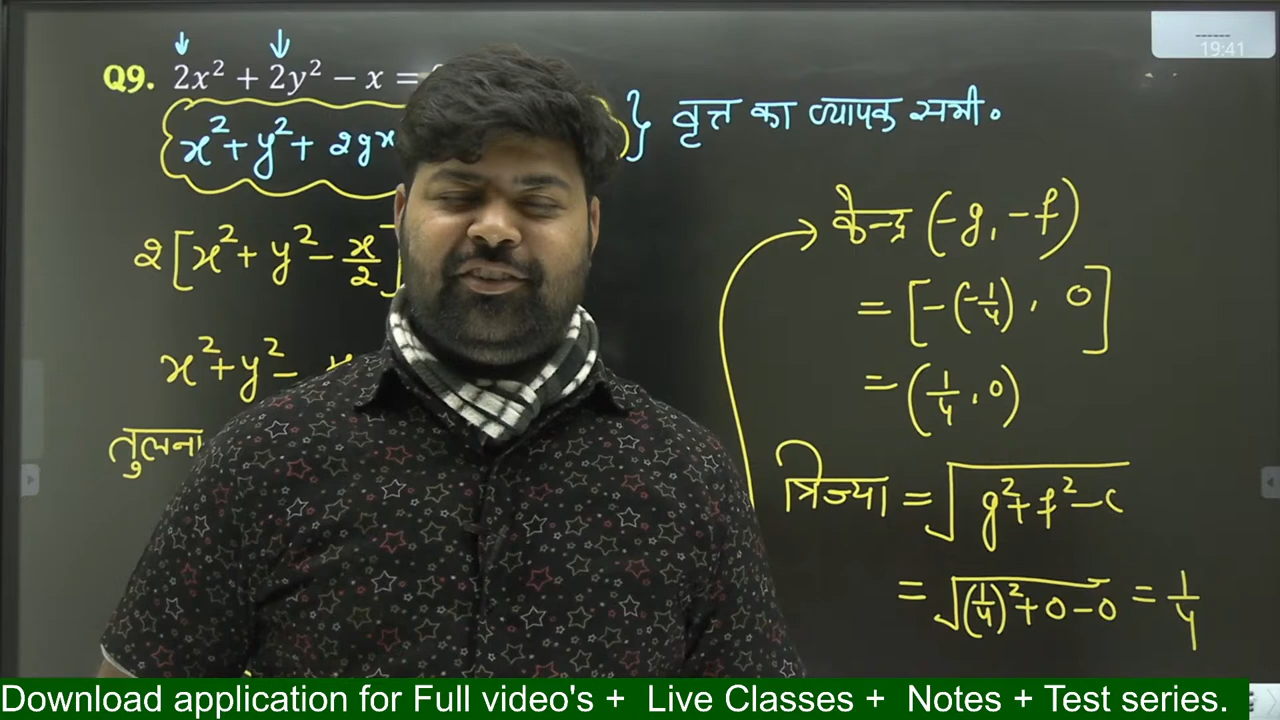 19:41
Q9. 2x² + 2y² − x =
x²+y²+ 2gx } वृत्त का व्यापक समी०
केन्द्र (-g, -f)
2[x²+y²-x/2]
= [-(-1/4), 0]
x²+y²-
= (1/4, 0)
तुलना
त्रिज्या = √g²+f²-c
= √(1/4)²+0-0 = 1/4
Download application for Full video's + Live Classes + Notes + Test series.